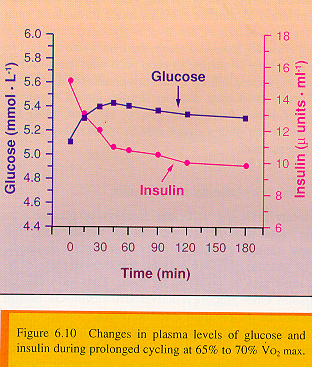 Glucose (mmol · L-1)
6.0
5.8
5.6
5.4
5.2
5.0
4.8
4.6
4.4
Glucose
Insulin
18
16
14
12
10
8
6
Insulin (μ units · ml-1)
0 30 60 90 120 150 180
Time (min)
Figure 6.10 Changes in plasma levels of glucose and
insulin during prolonged cycling at 65% to 70% Vo2 max.